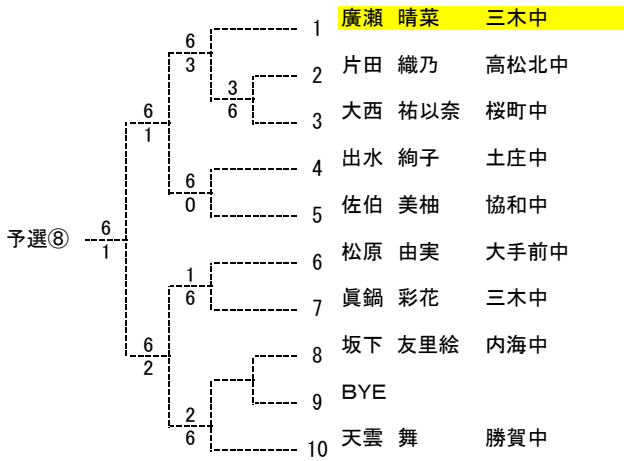 1 廣瀬 晴菜 三木中
6
3
2 片田 織乃 高松北中
3
6
3 大西 祐以奈 桜町中
6
1
4 出水 絢子 土庄中
6
0
5 佐伯 美柚 協和中
予選⑧
6
1
6 松原 由実 大手前中
1
6
7 眞鍋 彩花 三木中
6
2
8 坂下 友里絵 内海中
9 BYE
2
6
10 天雲 舞 勝賀中